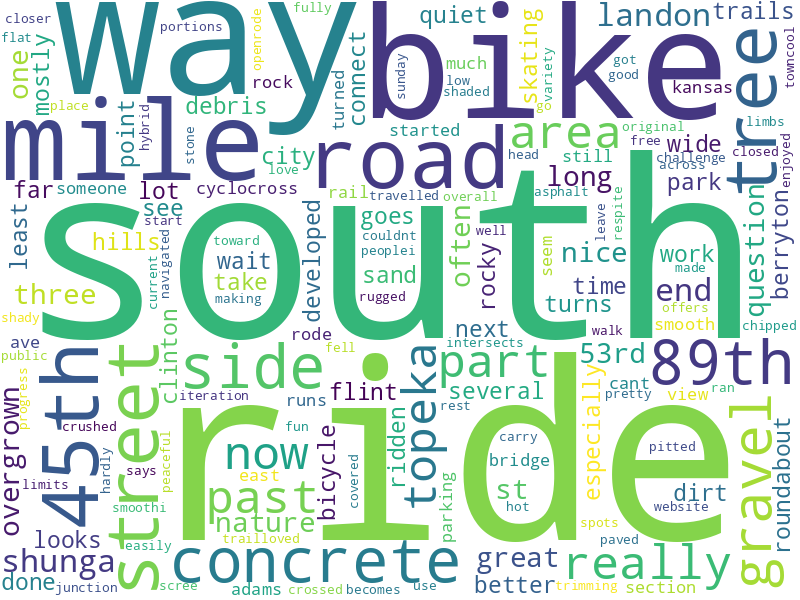 closer
fully
portions
way
bike
quiet
landon
trails
openrode
flat
one
mostly
rock
debris
point
hybrid
turned
connect
sunday
much
low
shaded
skating
variety
got
good
kansas
tree
towncool
place
mile
stone
city
love
started
road
head
area
still
wide
original
free
challenge
across
closed
limbs
enjoyed
far
someone
lot
cyclocross
rail
travelled
overall
asphalt
long
park
see
start
south
least
hills
developed
goes
couldnt
peoplei
well
often
rocky
seem
nice
leave
respite
work
made
question
berryton
toward
wait
take
making
current
navigated
sand
rugged
turns
time
end
offers
three
shady
ave
public
clinton
rode
next
intersects
walk
smooth
chipped
45th
street
side
part
53rd
89th
progress
overgrown
crushed
iteration
runs
flint
topeka
several
cant
pretty
view
ran
ride
limits
hardly
says
peaceful
now
fun
bicycle
covered
ridden
rest
carry
bridge
especially
pitted
gravel
roundabout
past
east
nature
trailloved
st
hot
dirt
website
looks
smoothi
easily
parking
spots
paved
shunga
done
junction
scree
concrete
adams
crossed
becomes
use
great
better
really
trimming
section
go